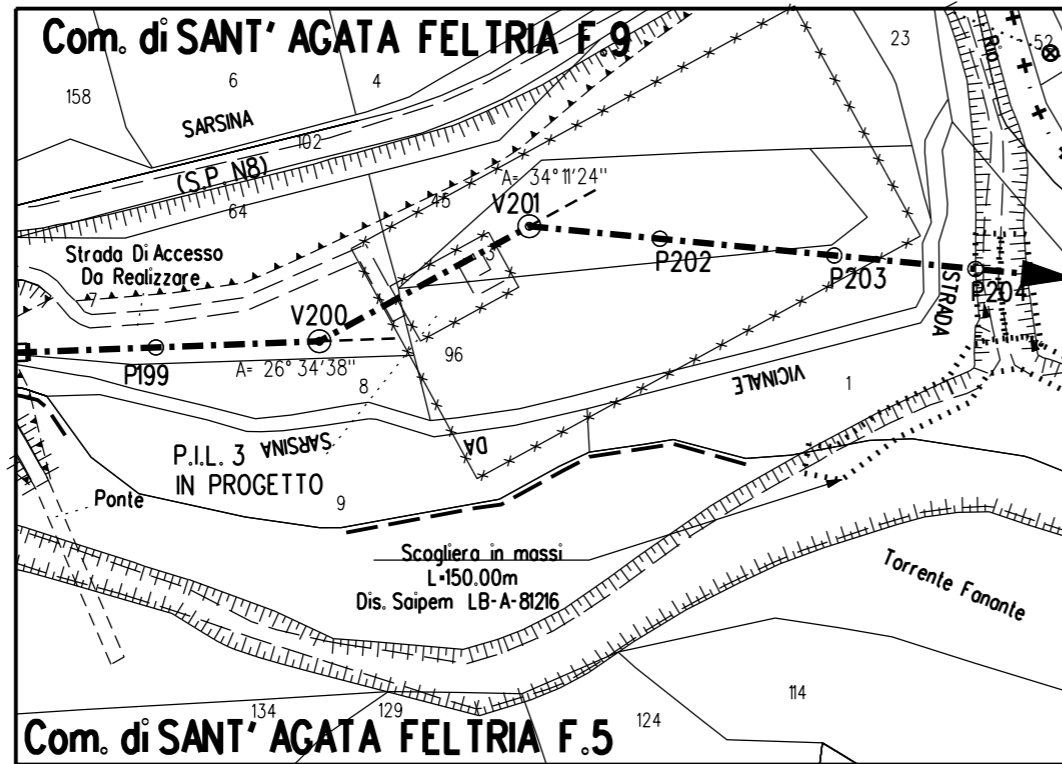 Com. di SANT' AGATA FELTRIA F.9
23
52
Rio
6
4
158
SARSINA
102
(S.P. N8)
A= 34°11'24"
45
V201
64
Strada Di Accesso
Da Realizzare
3
P202
P203
7
P204
STRADA
V200
96
P199
A= 26°34'38"
8
VICINALE
1
SARSINA
DA
P.I.L. 3
IN PROGETTO
9
Ponte
Scogliera in massi
L=150.00m
Dis. Saipem LB-A-81216
Torrente Fanante
114
134
129
124
Com. di SANT' AGATA FELTRIA F.5